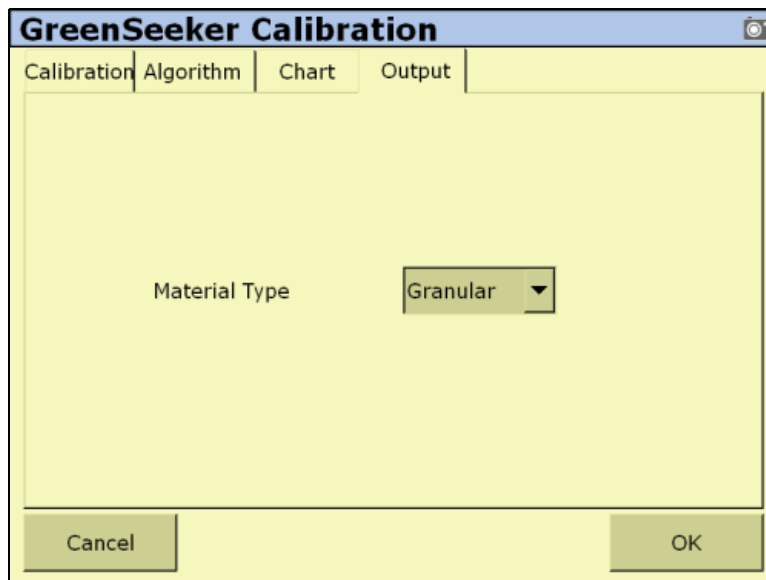 GreenSeeker Calibration
Calibration Algorithm Chart Output
Material Type Granular
Cancel OK